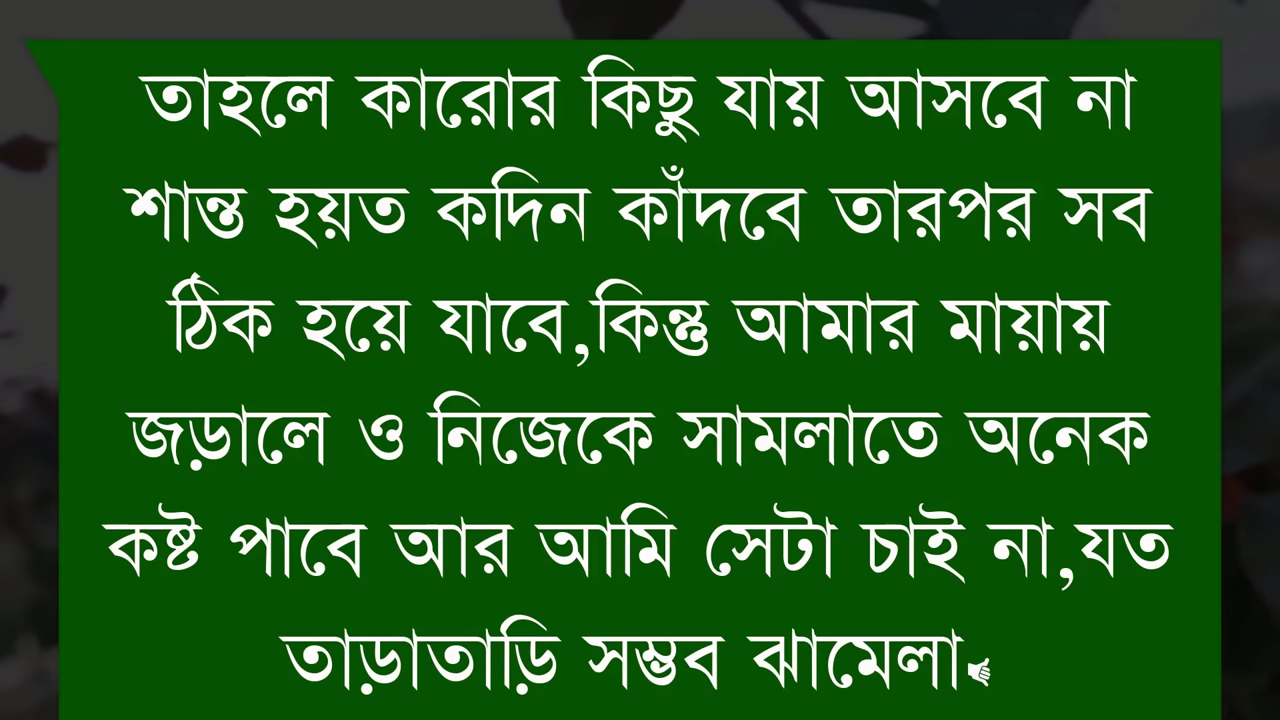 তাহলে কারোর কিছু যায় আসবে না
শান্ত হয়ত কদিন কাঁদবে তারপর সব
ঠিক হয়ে যাবে,কিন্তু আমার মায়ায়
জড়ালে ও নিজেকে সামলাতে অনেক
কষ্ট পাবে আর আমি সেটা চাই না,যত
তাড়াতাড়ি সম্ভব ঝামেলা